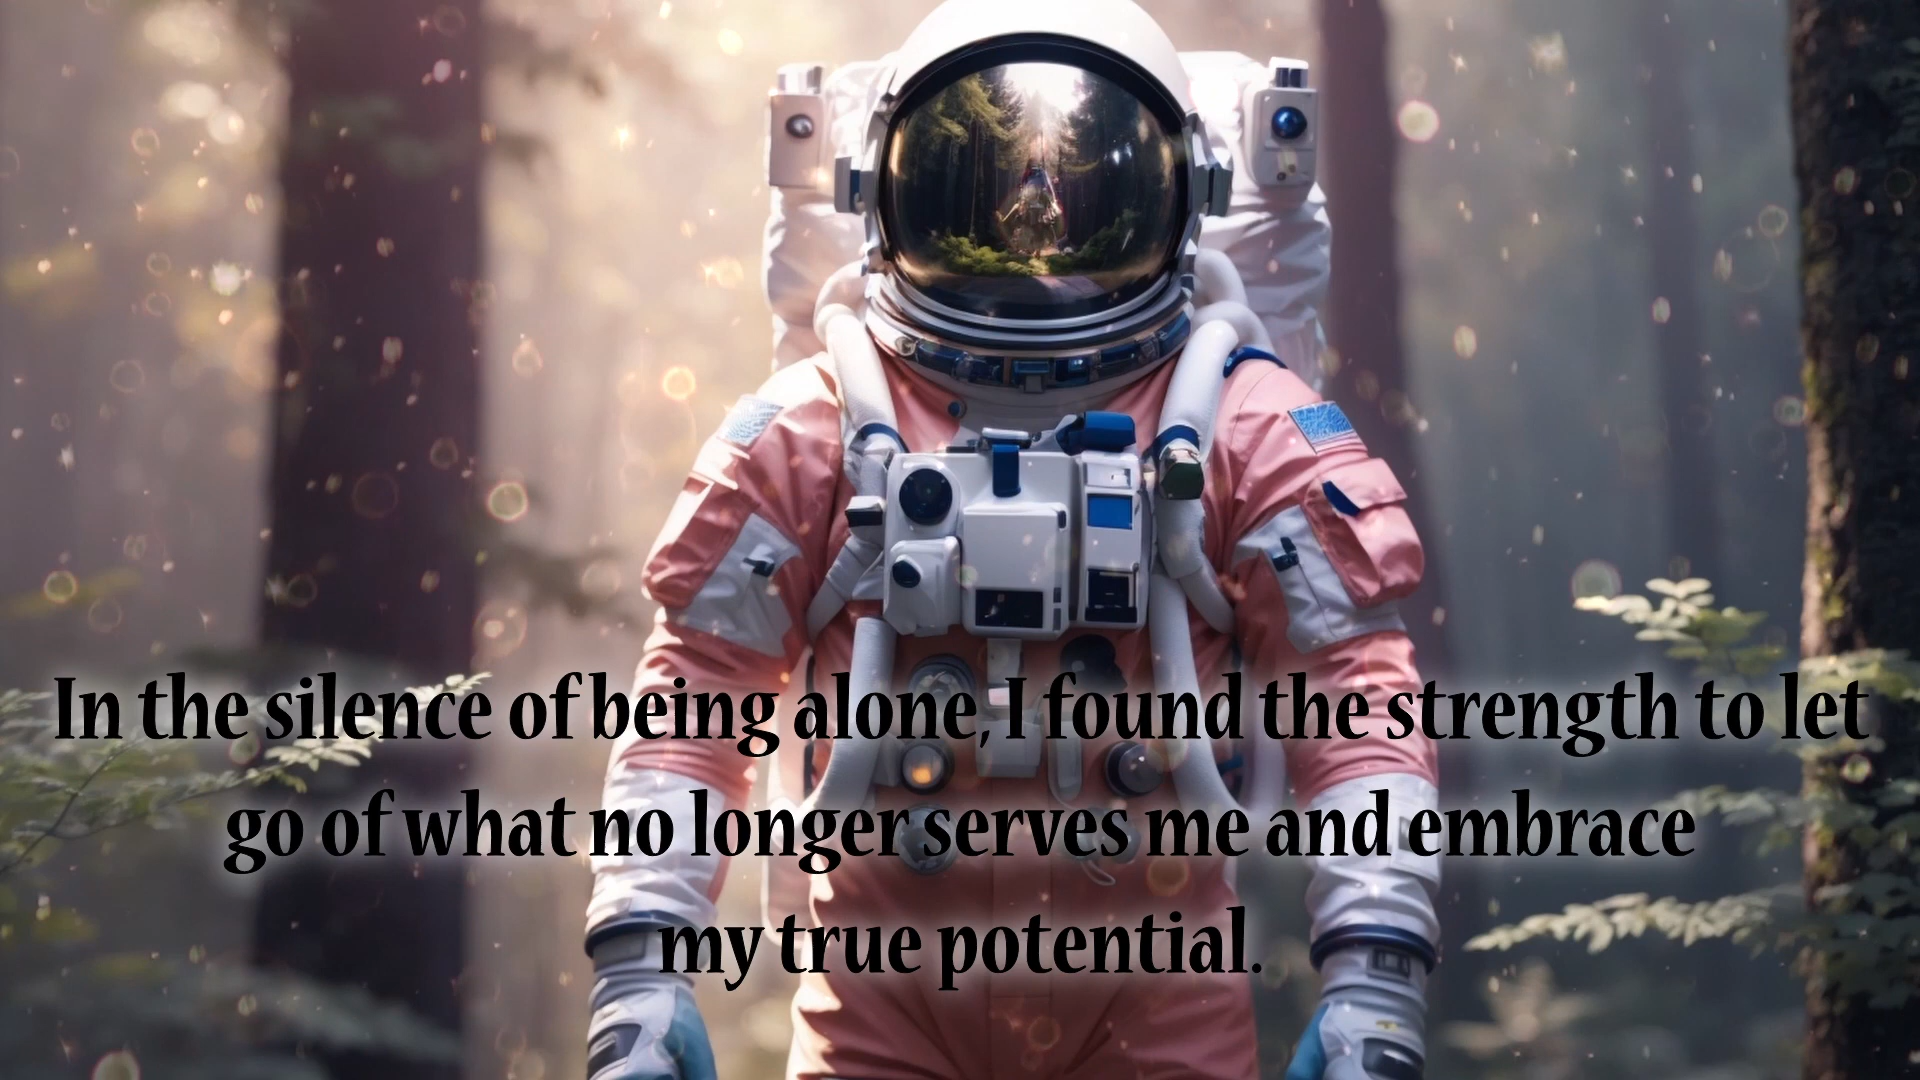 In the silence of being alone, I found the strength to let
go of what no longer serves me and embrace
my true potential.